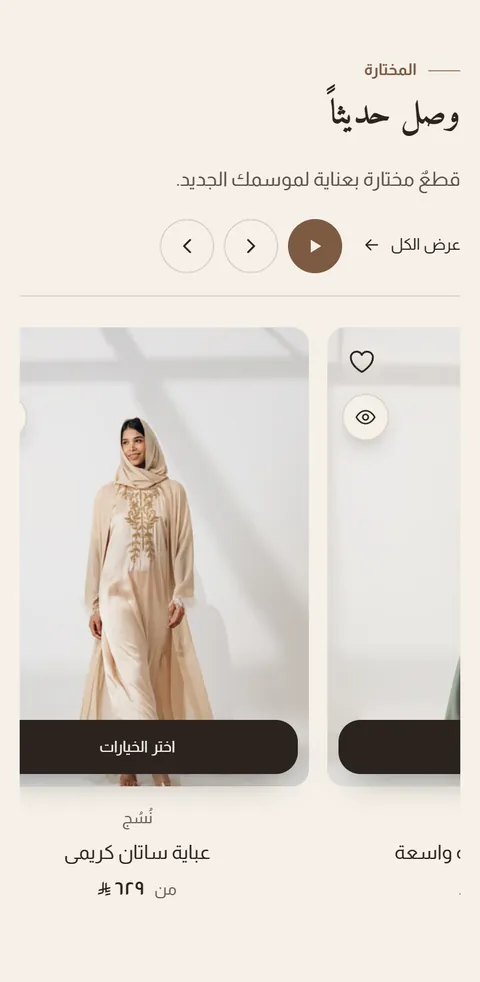 المختارة
وصل حديثاً
قطعٌ مختارة بعناية لموسمك الجديد.
عرض الكل ←
اختر الخيارات
نُسُج
عباية ساتان كريمي
واسعة
من ٦٢٩